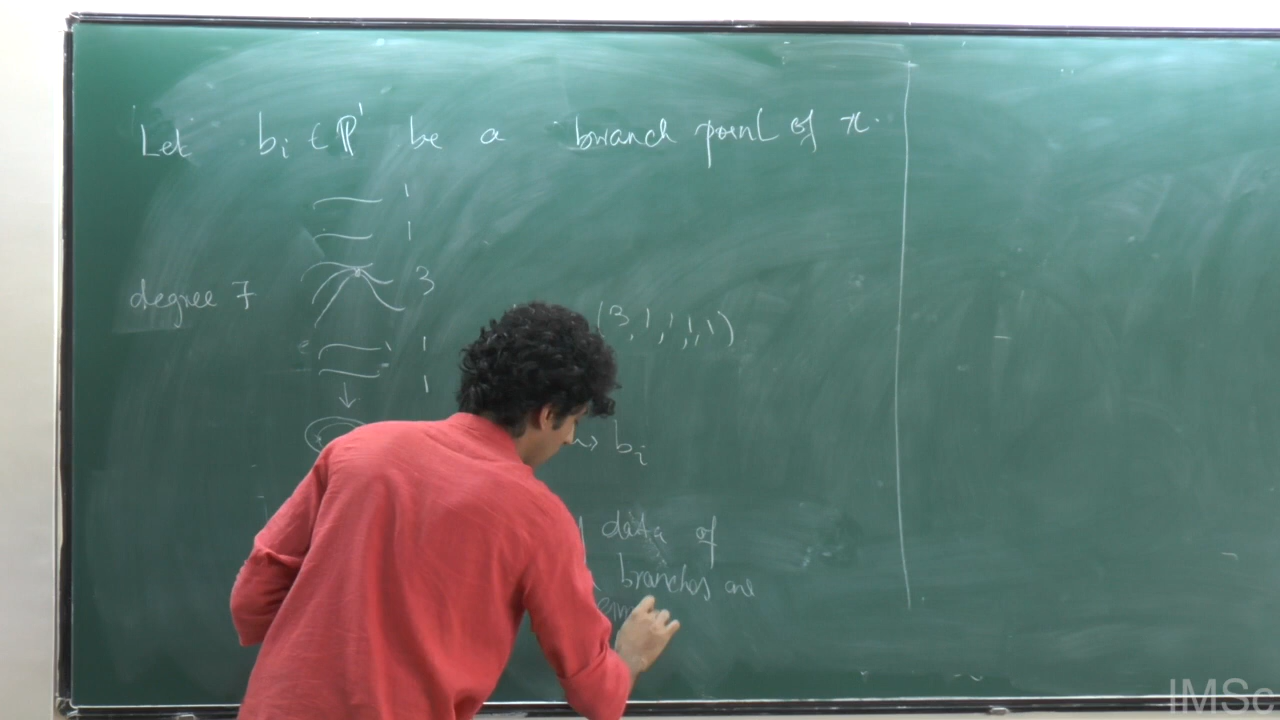 Let b_i ∈ ℙ¹ be a branch point of π.
1
1
degree 7 3
(3,1,1,1,1)
1
1
b_i
data of
branches are
IMSc